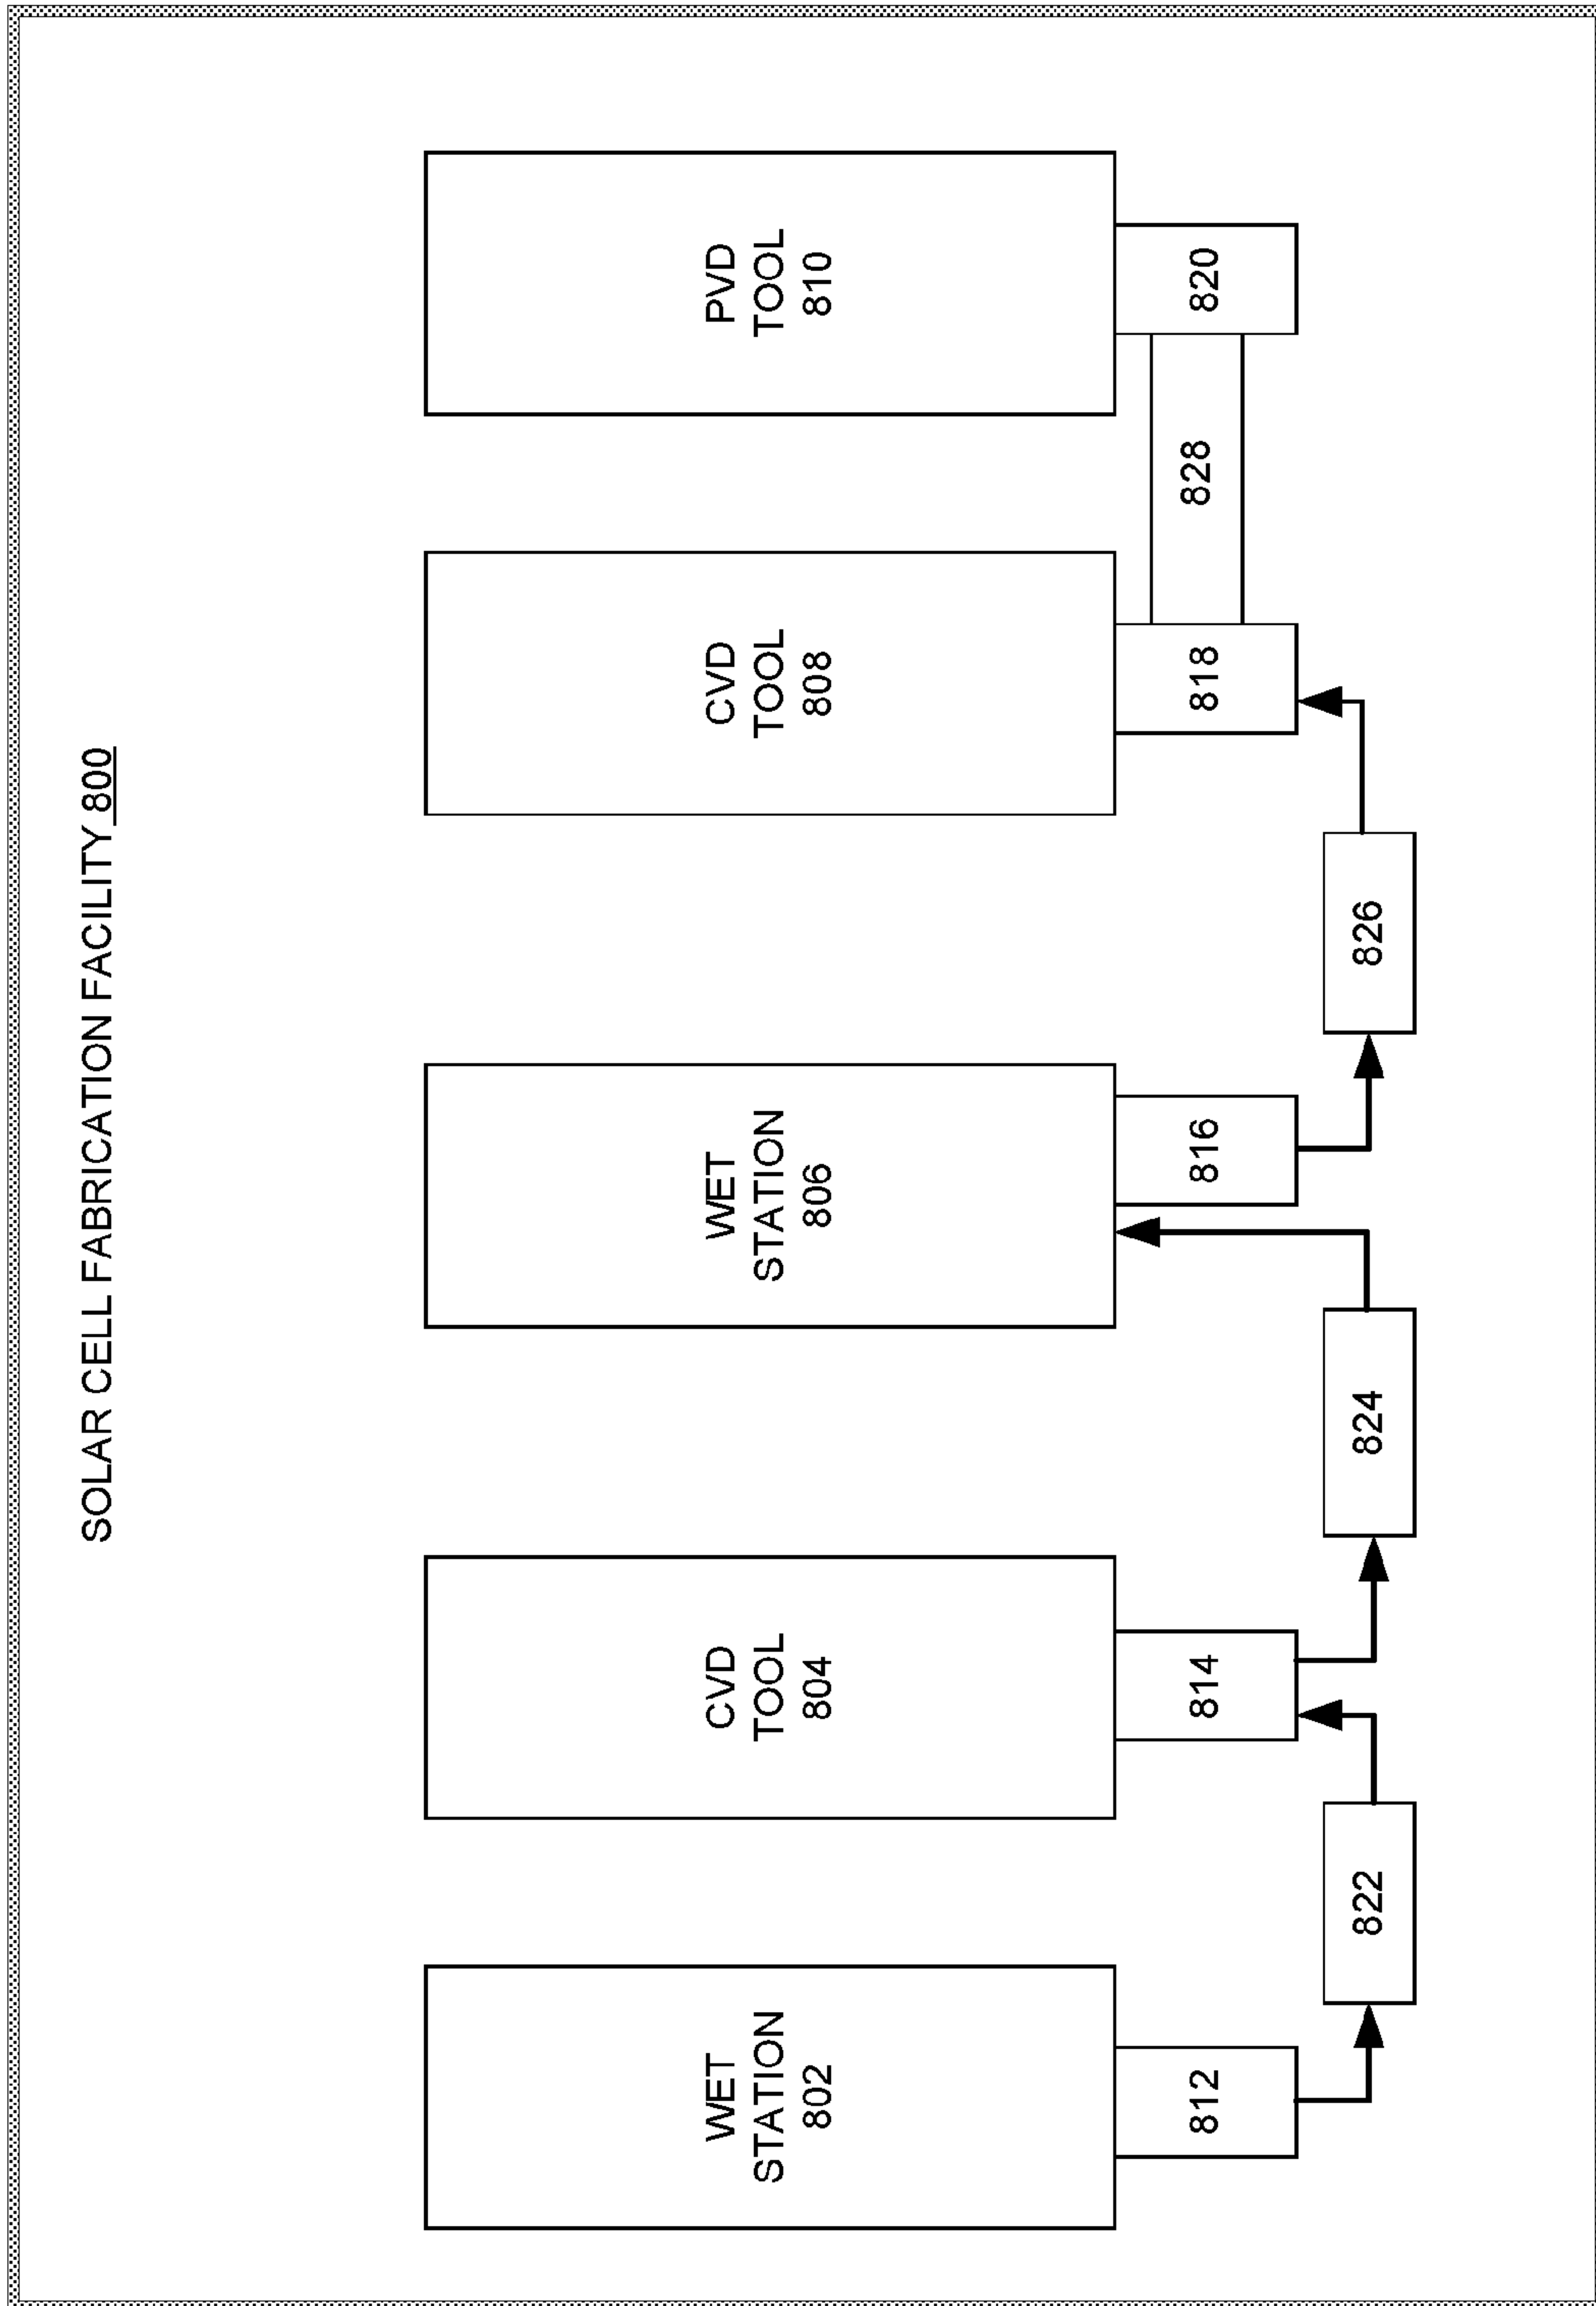 SOLAR CELL FABRICATION FACILITY 800
WET
STATION
802
CVD
TOOL
804
WET
STATION
806
CVD
TOOL
808
PVD
TOOL
810
812
814
816
818
828
820
822
824
826